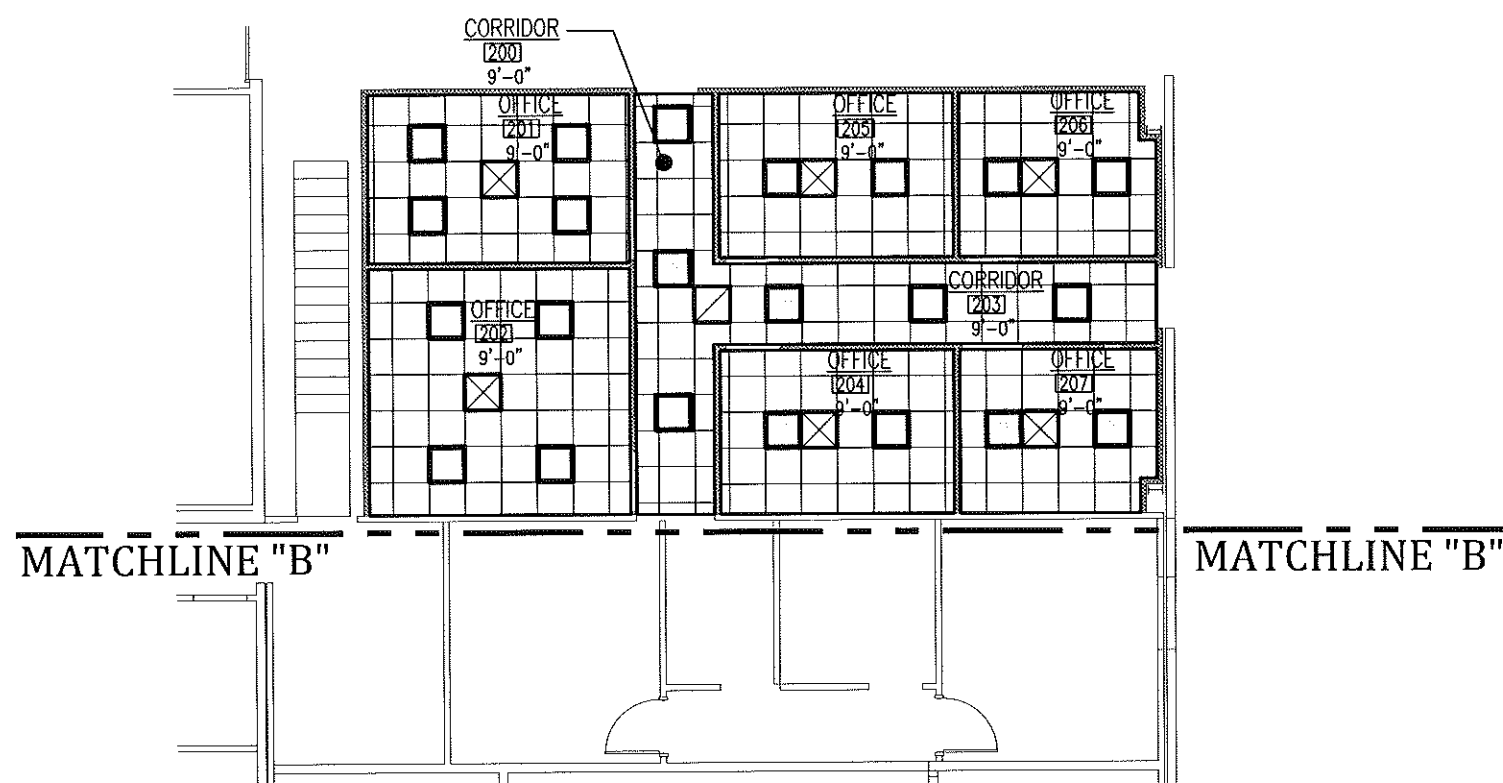 CORRIDOR
200
9'-0"
OFFICE
201
9'-0"
OFFICE
205
9'-0"
OFFICE
206
9'-0"
OFFICE
202
9'-0"
CORRIDOR
203
9'-0"
OFFICE
204
9'-0"
OFFICE
207
9'-0"
MATCHLINE "B"
MATCHLINE "B"